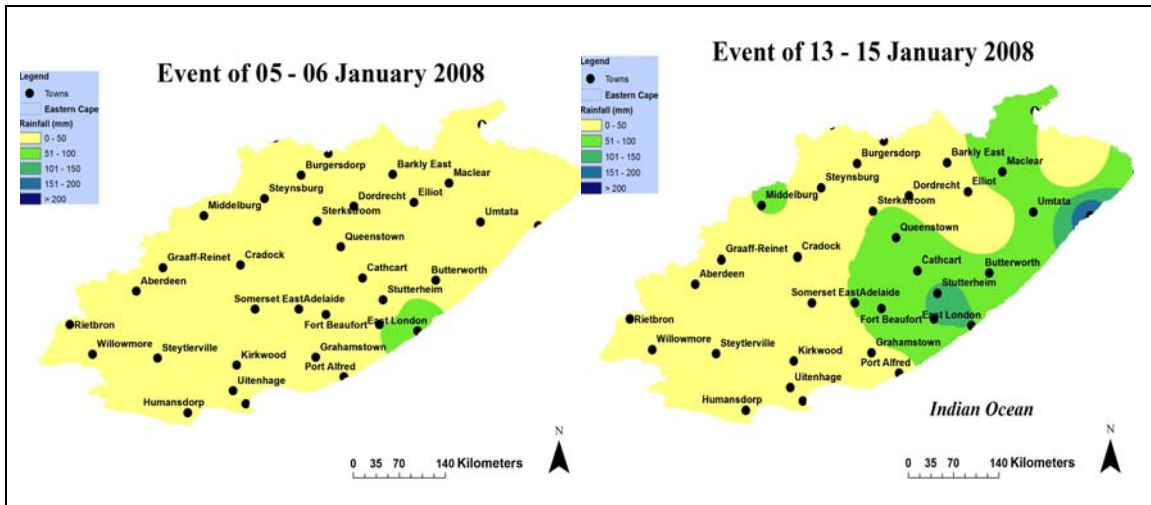 Event of 05 - 06 January 2008
Legend
Towns
Eastern Cape
Rainfall (mm)
0 - 50
51 - 100
101 - 150
151 - 200
> 200
Burgersdorp
Barkly East
Maclear
Steynsburg
Dordrecht
Elliot
Middelburg
Sterkstroom
Umtata
Queenstown
Graaff-Reinet
Cradock
Cathcart
Butterworth
Aberdeen
Stutterheim
Somerset East
Adelaide
Rietbron
Fort Beaufort
East London
Willowmore
Steytlerville
Grahamstown
Kirkwood
Port Alfred
Uitenhage
Humansdorp
N
0 35 70 140 Kilometers
Event of 13 - 15 January 2008
Legend
Towns
Eastern Cape
Rainfall (mm)
0 - 50
51 - 100
101 - 150
151 - 200
> 200
Burgersdorp
Barkly East
Maclear
Steynsburg
Dordrecht
Elliot
Middelburg
Sterkstroom
Umtata
Queenstown
Graaff-Reinet
Cradock
Cathcart
Butterworth
Aberdeen
Stutterheim
Somerset East
Adelaide
Rietbron
Fort Beaufort
East London
Willowmore
Steytlerville
Grahamstown
Kirkwood
Port Alfred
Uitenhage
Humansdorp
Indian Ocean
N
0 35 70 140 Kilometers